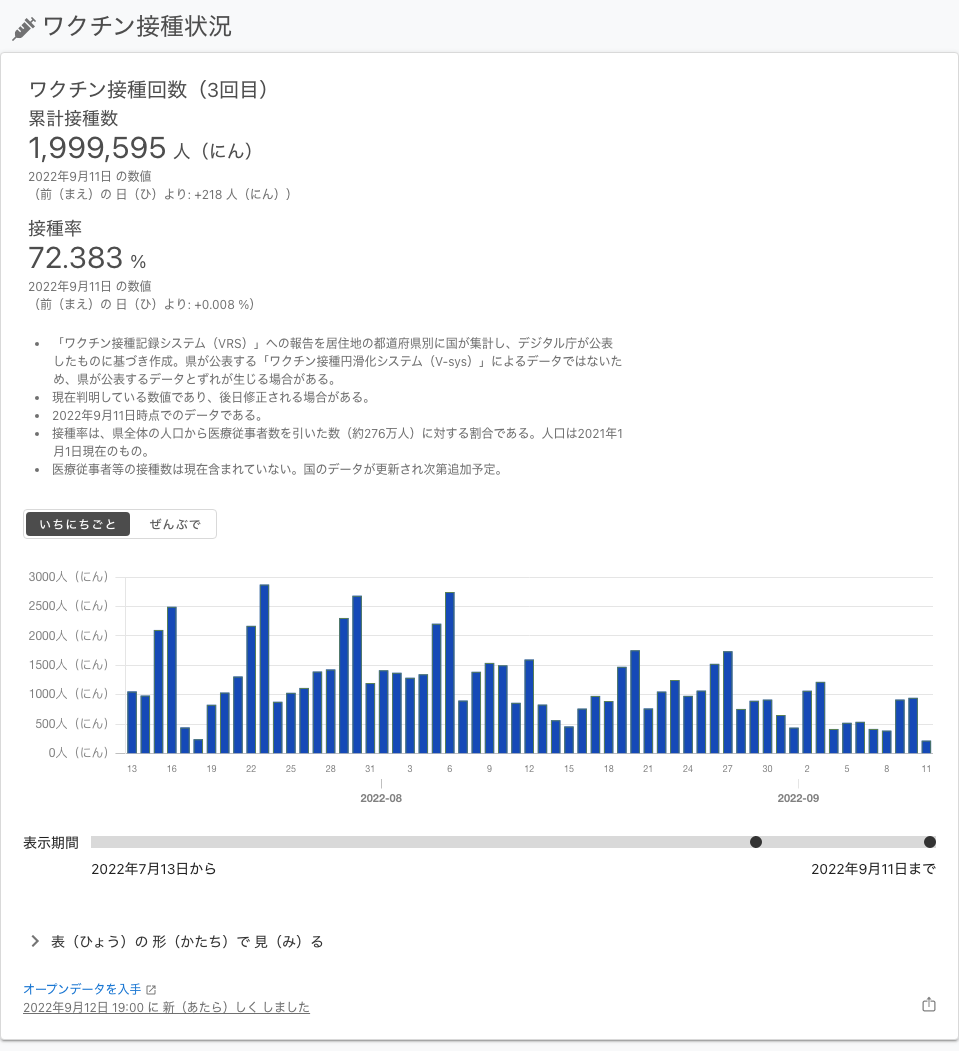 ワクチン接種状況
ワクチン接種回数（3回目）
累計接種数
1,999,595 人（にん）
2022年9月11日 の数値
（前（まえ）の 日（ひ）より: +218 人（にん））
接種率
72.383 %
2022年9月11日 の数値
（前（まえ）の 日（ひ）より: +0.008 %）
• 「ワクチン接種記録システム（VRS）」への報告を居住地の都道府県別に国が集計し、デジタル庁が公表
したものに基づき作成。県が公表する「ワクチン接種円滑化システム（V-sys）」によるデータではないた
め、県が公表するデータとずれが生じる場合がある。
• 現在判明している数値であり、後日修正される場合がある。
• 2022年9月11日時点でのデータである。
• 接種率は、県全体の人口から医療従事者数を引いた数（約276万人）に対する割合である。人口は2021年1
月1日現在のもの。
• 医療従事者等の接種数は現在含まれていない。国のデータが更新され次第追加予定。
いちにちごと ぜんぶで
3000人（にん）
2500人（にん）
2000人（にん）
1500人（にん）
1000人（にん）
500人（にん）
0人（にん）
13 16 19 22 25 28 31 3 6 9 12 15 18 21 24 27 30 2 5 8 11
2022-08 2022-09
表示期間
2022年7月13日から 2022年9月11日まで
表（ひょう）の 形（かたち）で 見（み）る
オープンデータを入手
2022年9月12日 19:00 に 新（あたら）しく しました